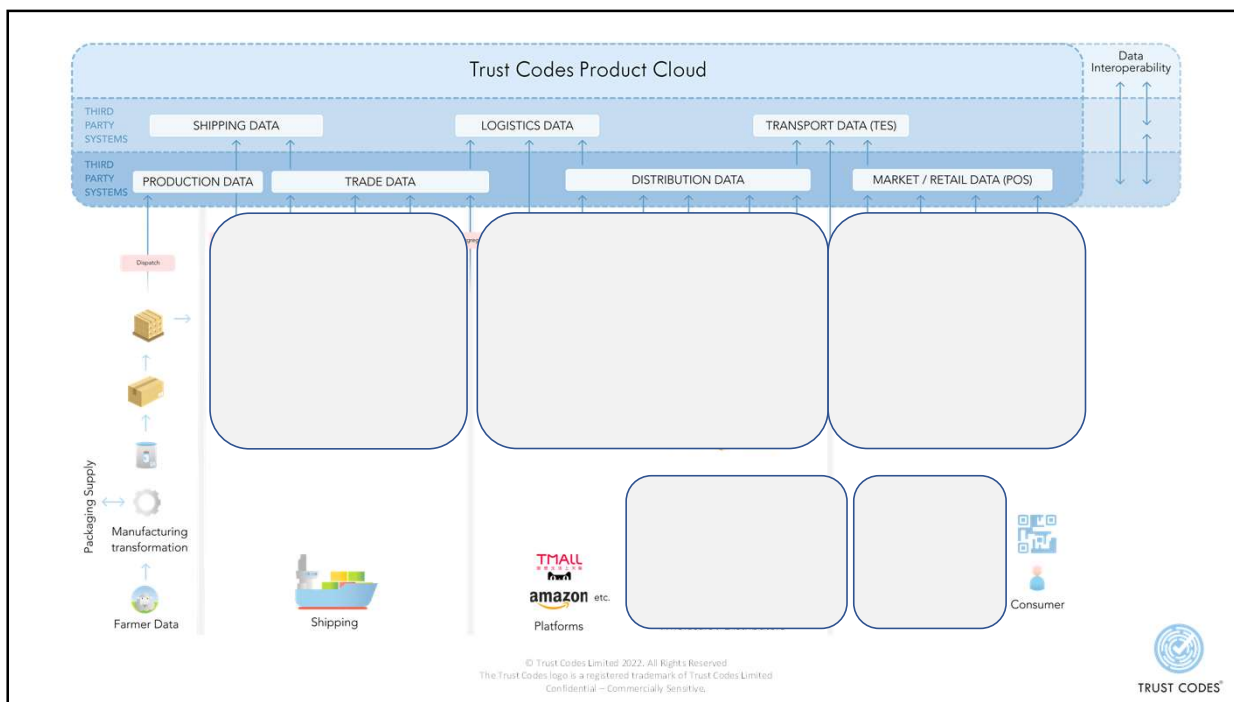 Trust Codes Product Cloud
Data
Interoperability
THIRD
PARTY
SYSTEMS
SHIPPING DATA
LOGISTICS DATA
TRANSPORT DATA (TES)
THIRD
PARTY
SYSTEMS
PRODUCTION DATA
TRADE DATA
DISTRIBUTION DATA
MARKET / RETAIL DATA (POS)
Dispatch
Packaging Supply
Manufacturing
transformation
Farmer Data
Shipping
TMALL
amazon etc.
Platforms
Consumer
© Trust Codes Limited 2022. All Rights Reserved
The Trust Codes logo is a registered trademark of Trust Codes Limited
Confidential – Commercially Sensitive.
TRUST CODES®